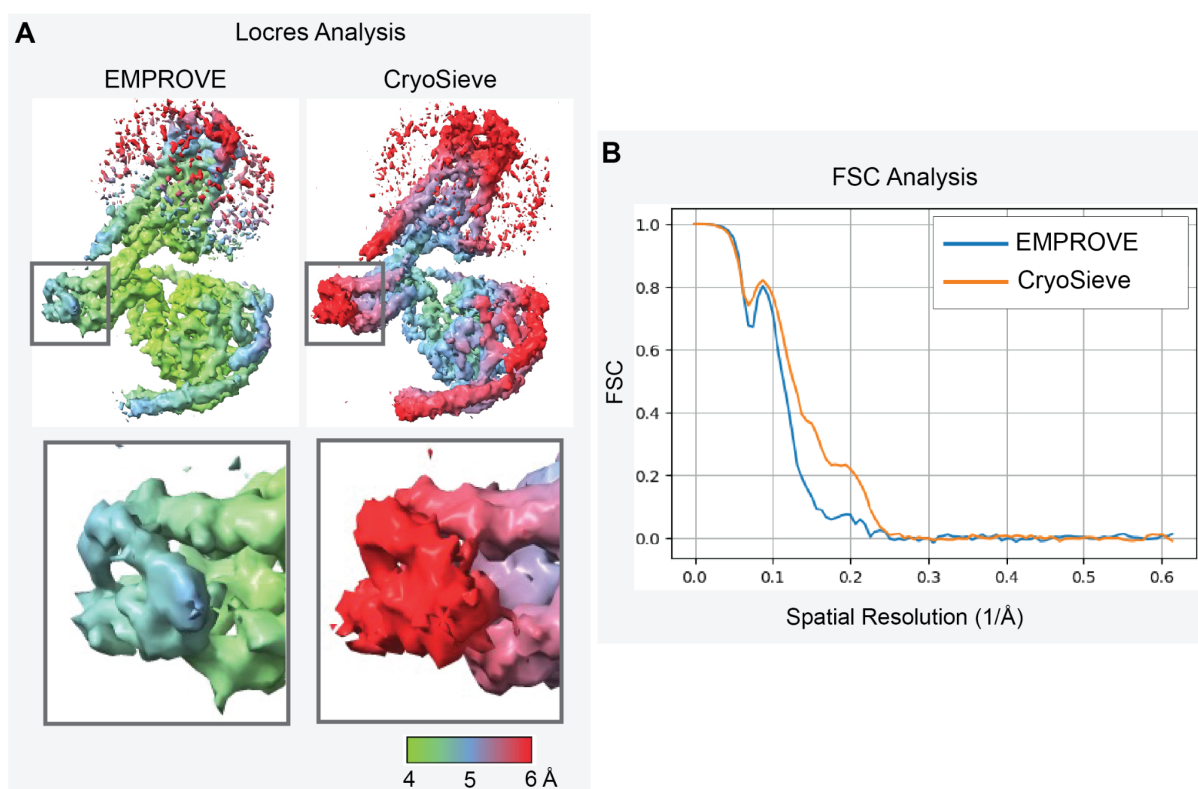 A
Locres Analysis
EMPROVE CryoSieve
4 5 6 Å
B
FSC Analysis
EMPROVE
CryoSieve
1.0
0.8
0.6
0.4
0.2
0.0
FSC
0.0 0.1 0.2 0.3 0.4 0.5 0.6
Spatial Resolution (1/Å)